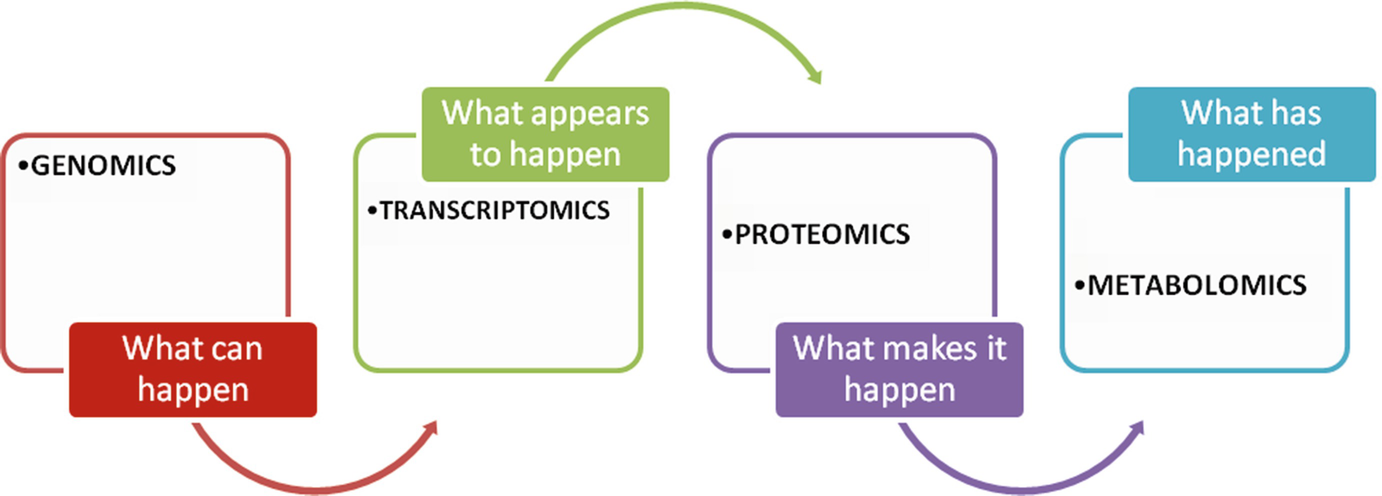 •GENOMICS
What can
happen
What appears
to happen
•TRANSCRIPTOMICS
•PROTEOMICS
What makes it
happen
What has
happened
•METABOLOMICS